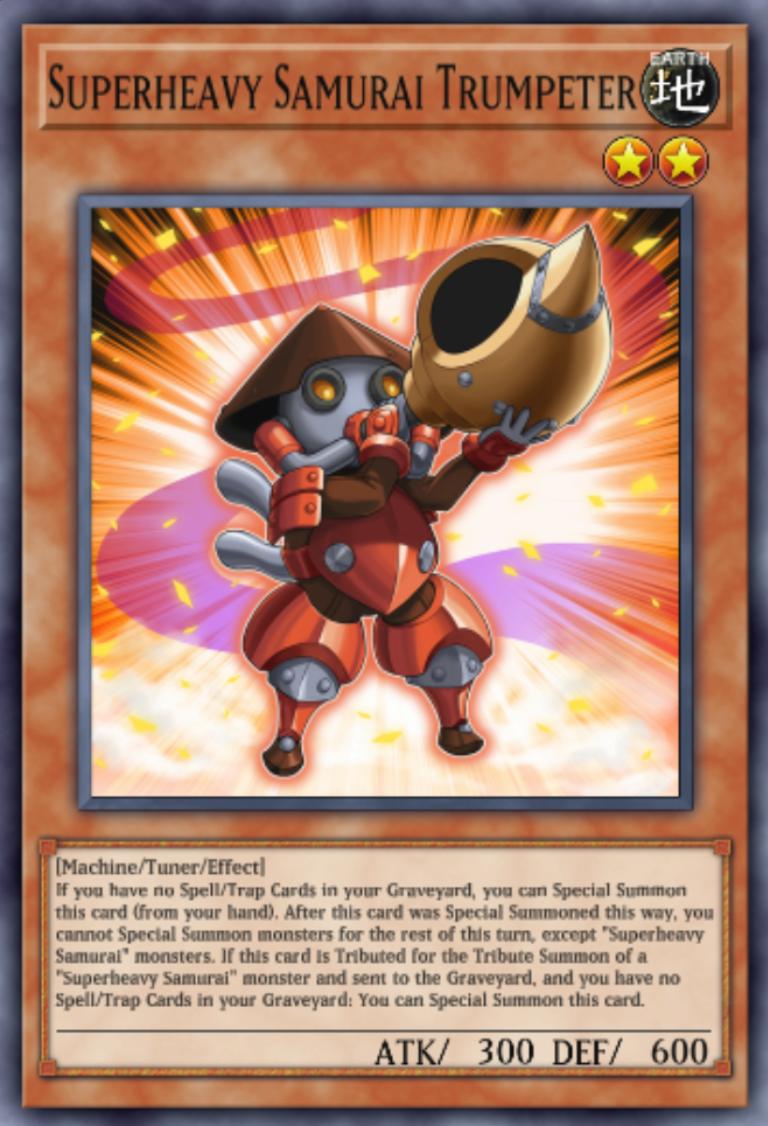 SUPERHEAVY SAMURAI TRUMPETER
EARTH
地
[Machine/Tuner/Effect]
If you have no Spell/Trap Cards in your Graveyard, you can Special Summon
this card (from your hand). After this card was Special Summoned this way, you
cannot Special Summon monsters for the rest of this turn, except "Superheavy
Samurai" monsters. If this card is Tributed for the Tribute Summon of a
"Superheavy Samurai" monster and sent to the Graveyard, and you have no
Spell/Trap Cards in your Graveyard: You can Special Summon this card.
ATK/ 300 DEF/ 600